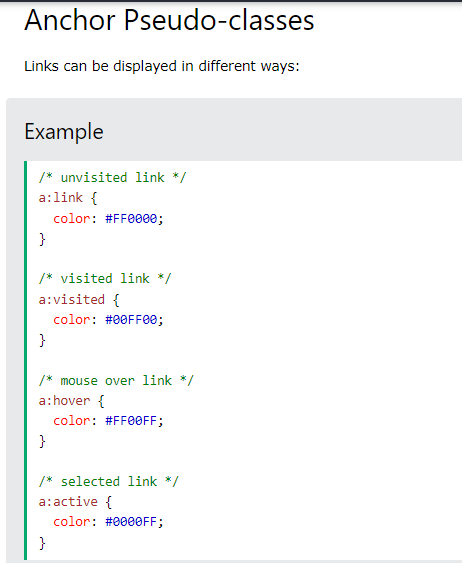 Anchor Pseudo-classes
Links can be displayed in different ways:
Example
/* unvisited link */
a:link {
  color: #FF0000;
}
/* visited link */
a:visited {
  color: #00FF00;
}
/* mouse over link */
a:hover {
  color: #FF00FF;
}
/* selected link */
a:active {
  color: #0000FF;
}